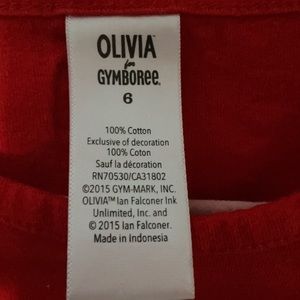 OLIVIA
for
GYMBOREE
6
100% Cotton
Exclusive of decoration
100% Coton
Sauf la décoration
RN70530/CA31802
©2015 GYM-MARK, INC.
OLIVIA™ Ian Falconer Ink
Unlimited, Inc. and
© 2015 Ian Falconer.
Made in Indonesia